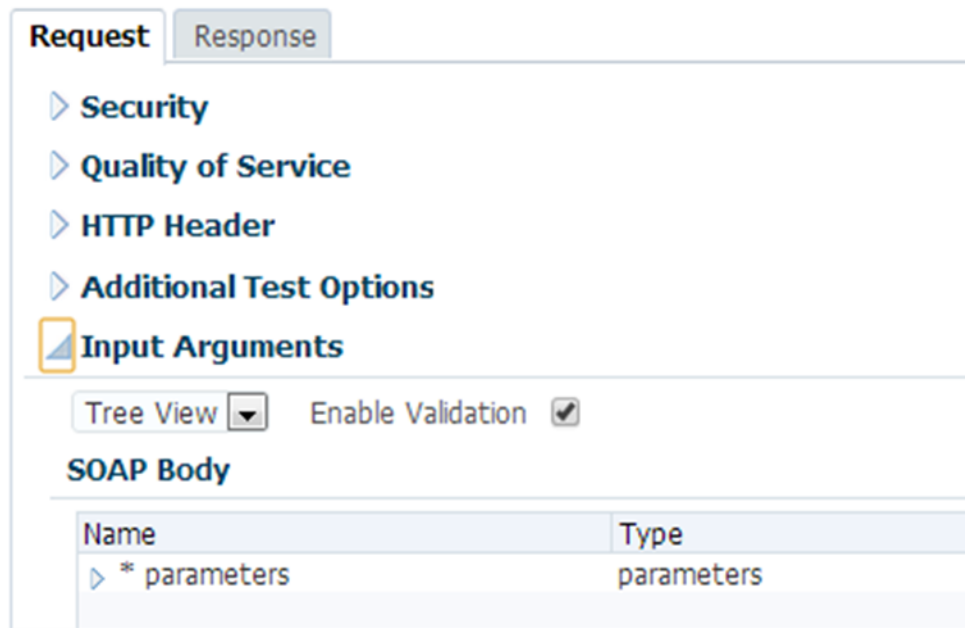 Request Response
Security
Quality of Service
HTTP Header
Additional Test Options
Input Arguments
Tree View Enable Validation
SOAP Body
Name Type
* parameters parameters